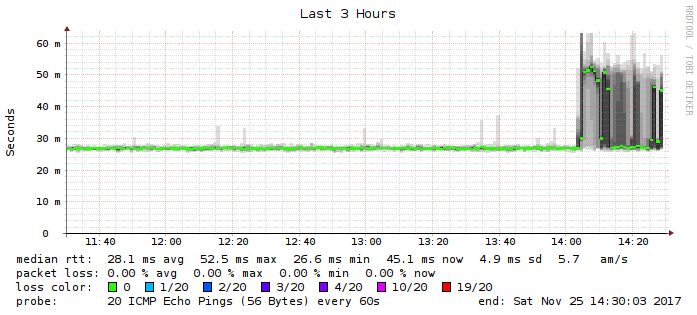 Last 3 Hours
RRDTOOL / TOBI OETIKER
Seconds
60 m
50 m
40 m
30 m
20 m
10 m
0
11:40 12:00 12:20 12:40 13:00 13:20 13:40 14:00 14:20
median rtt: 28.1 ms avg 52.5 ms max 26.6 ms min 45.1 ms now 4.9 ms sd 5.7 am/s
packet loss: 0.00 % avg 0.00 % max 0.00 % min 0.00 % now
loss color: 0 1/20 2/20 3/20 4/20 10/20 19/20
probe: 20 ICMP Echo Pings (56 Bytes) every 60s end: Sat Nov 25 14:30:03 2017